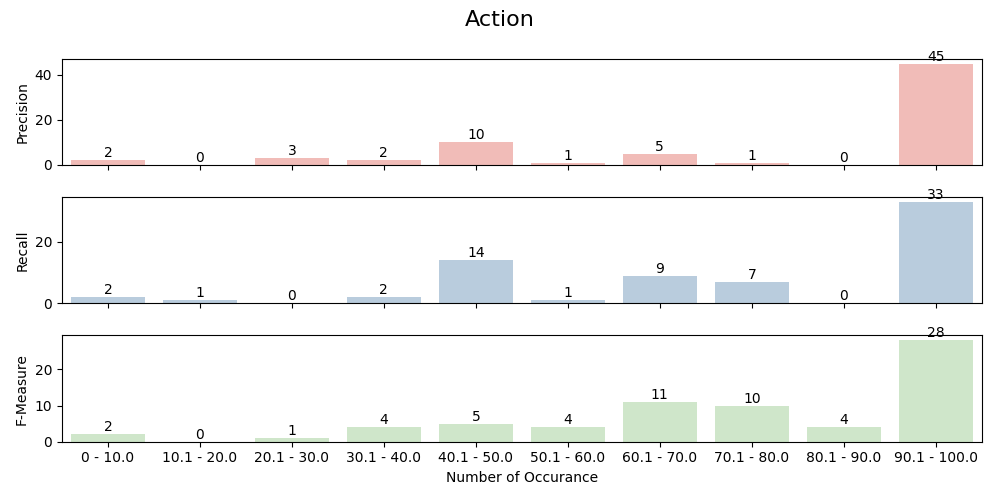 Action
Precision
40
20
0
2 0 3 2 10 1 5 1 0 45
Recall
20
0
2 1 0 2 14 1 9 7 0 33
F-Measure
20
10
0
2 0 1 4 5 4 11 10 4 28
0 - 10.0 10.1 - 20.0 20.1 - 30.0 30.1 - 40.0 40.1 - 50.0 50.1 - 60.0 60.1 - 70.0 70.1 - 80.0 80.1 - 90.0 90.1 - 100.0
Number of Occurance